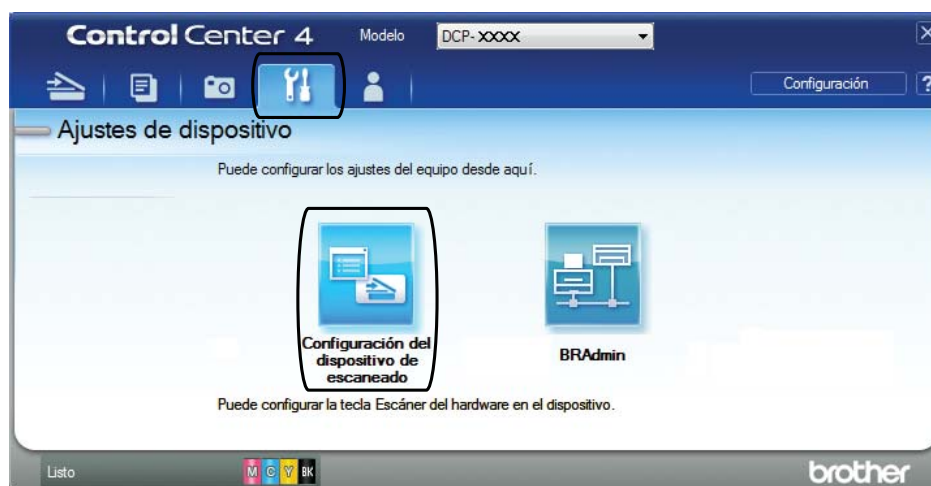 Control Center 4
Modelo
DCP-XXXX
Configuración
?
Ajustes de dispositivo
Puede configurar los ajustes del equipo desde aquí.
Configuración del
dispositivo de
escaneado
BRAdmin
Puede configurar la tecla Escáner del hardware en el dispositivo.
Listo
M C Y BK
brother